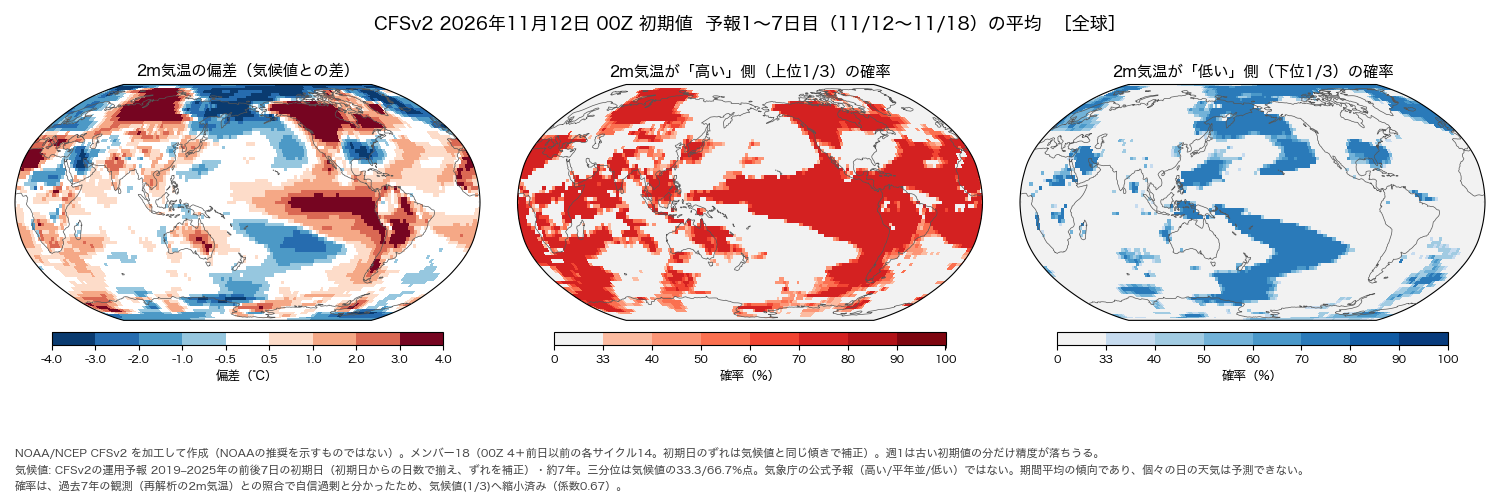 CFSv2 2026年11月12日 00Z 初期値 予報1～7日目（11/12～11/18）の平均 ［全球］
2m気温の偏差（気候値との差）
2m気温が「高い」側（上位1/3）の確率
2m気温が「低い」側（下位1/3）の確率
-4.0 -3.0 -2.0 -1.0 -0.5 0.5 1.0 2.0 3.0 4.0
偏差（℃）
0 33 40 50 60 70 80 90 100
確率（%）
0 33 40 50 60 70 80 90 100
確率（%）
NOAA/NCEP CFSv2 を加工して作成（NOAAの推奨を示すものではない）。メンバー18（00Z 4＋前日以前の各サイクル14。初期日のずれは気候値と同じ傾きで補正）。週1は古い初期値の分だけ精度が落ちうる。
気候値: CFSv2の運用予報 2019–2025年の前後7日の初期日（初期日からの日数で揃え、ずれを補正）・約7年。三分位は気候値の33.3/66.7%点。気象庁の公式予報（高い/平年並/低い）ではない。期間平均の傾向であり、個々の日の天気は予測できない。
確率は、過去7年の観測（再解析の2m気温）との照合で自信過剰と分かったため、気候値(1/3)へ縮小済み（係数0.67）。